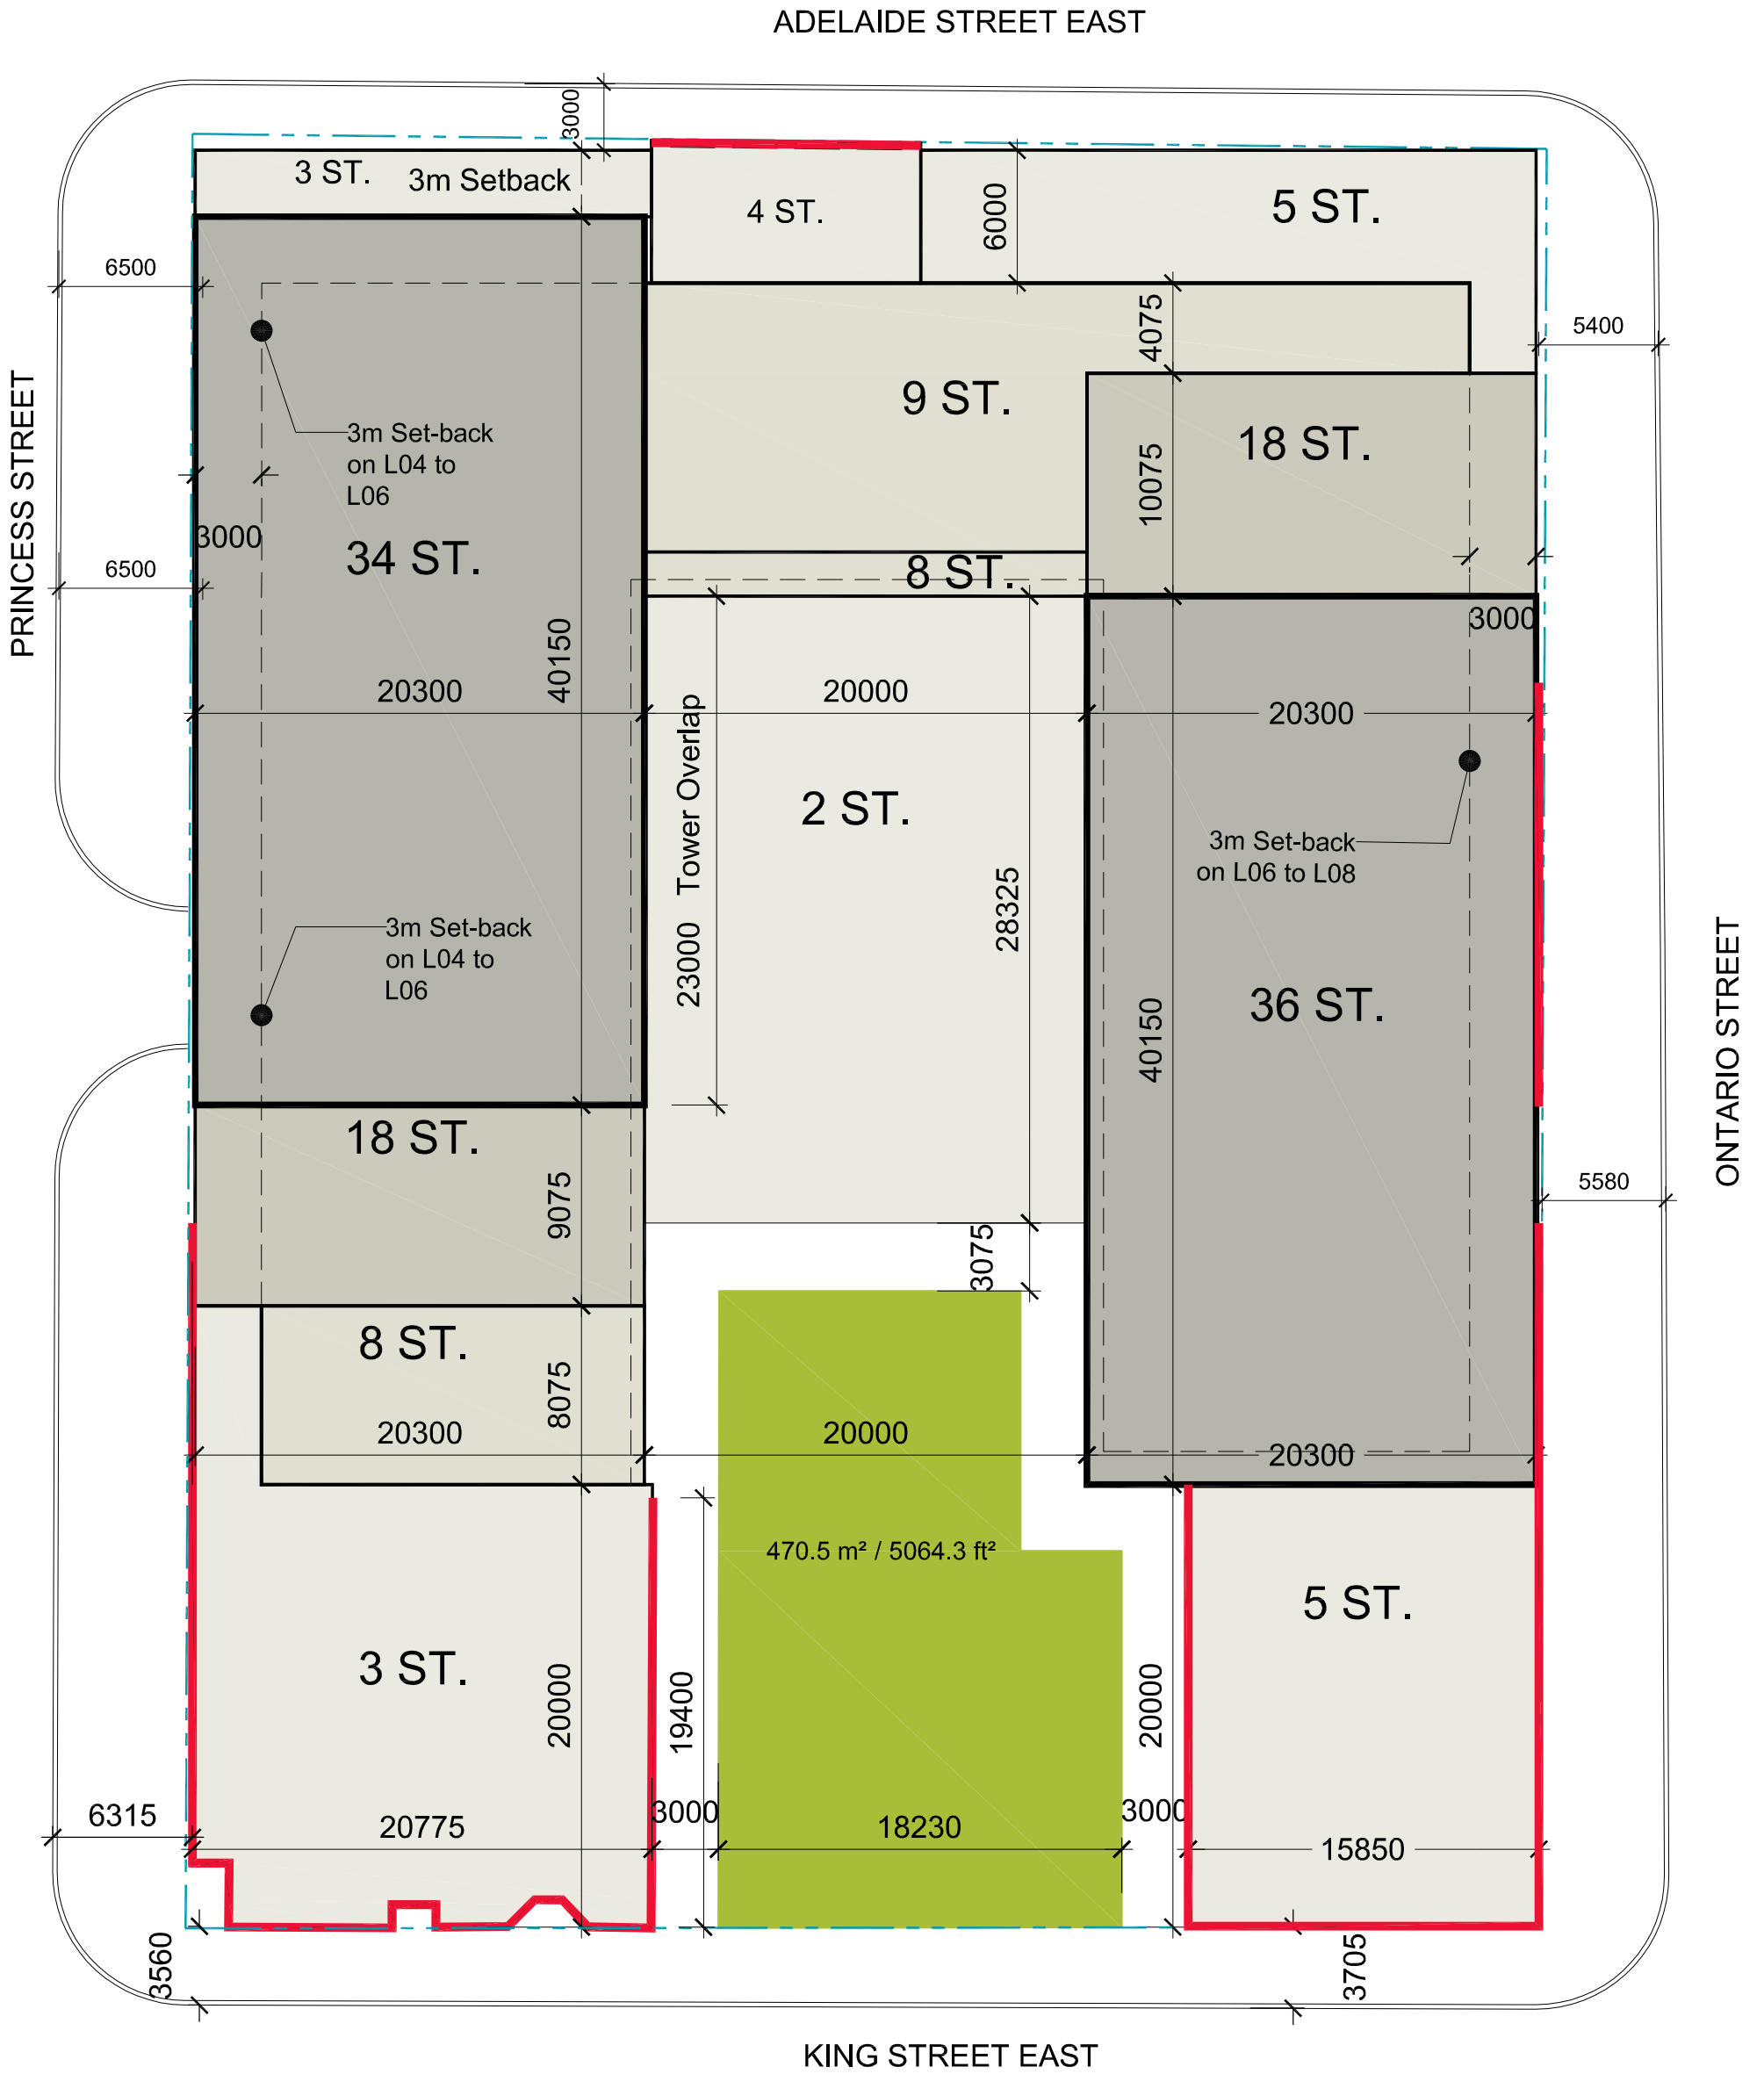 ADELAIDE STREET EAST
3000
3 ST.
3m Setback
4 ST.
6000
5 ST.
6500
4075
5400
9 ST.
PRINCESS STREET
3m Set-back
on L04 to
L06
18 ST.
10075
3000
34 ST.
6500
8 ST.
3000
40150
20300
20000
20300
23000 Tower Overlap
2 ST.
3m Set-back
on L06 to L08
28325
3m Set-back
on L04 to
L06
36 ST.
40150
ONTARIO STREET
18 ST.
9075
5580
3075
8 ST.
8075
20300
20000
20300
470.5 m² / 5064.3 ft²
5 ST.
3 ST.
20000
19400
20000
6315
20775
3000
18230
3000
15850
3560
3705
KING STREET EAST